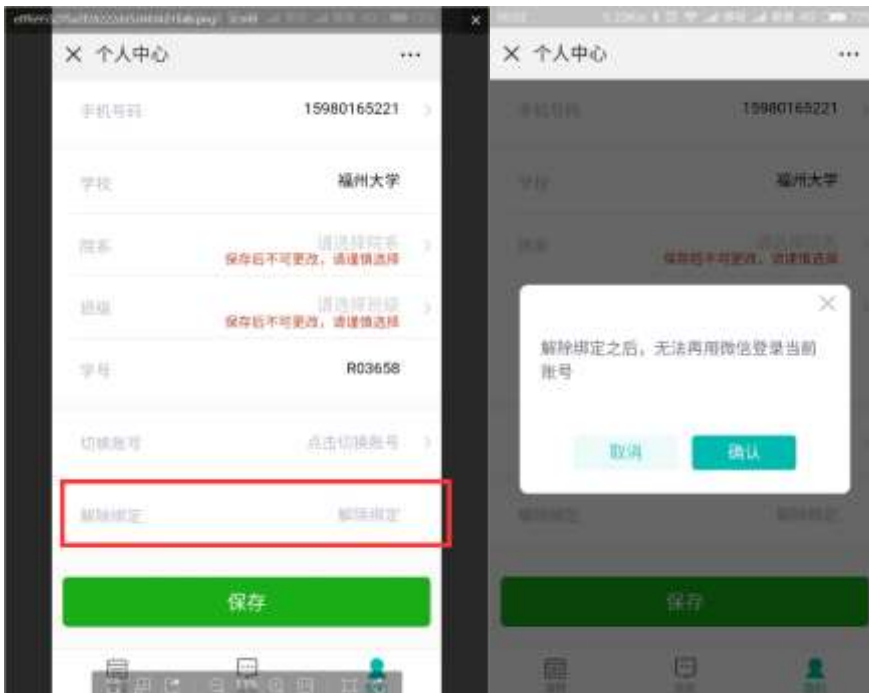 个人中心
手机号码 15980165221
学校 福州大学
院系 请选择院系
保存后不可更改，请谨慎选择
班级 请选择班级
保存后不可更改，请谨慎选择
学号 R03658
切换账号 点击切换账号
解除绑定 解除绑定
保存
个人中心
手机号码 15980165221
学校 福州大学
院系 请选择院系
保存后不可更改，请谨慎选择
解除绑定之后，无法再用微信登录当前
账号
取消 确认
解除绑定 解除绑定
保存